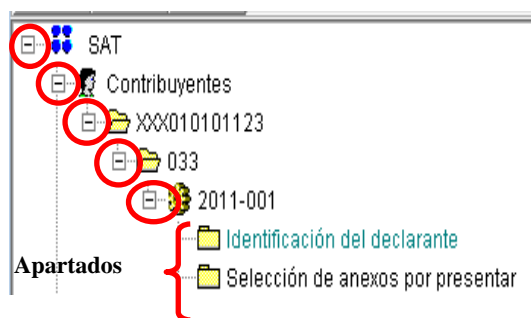 SAT
Contribuyentes
XXX010101123
033
2011-001
Identificación del declarante
Apartados
Selección de anexos por presentar